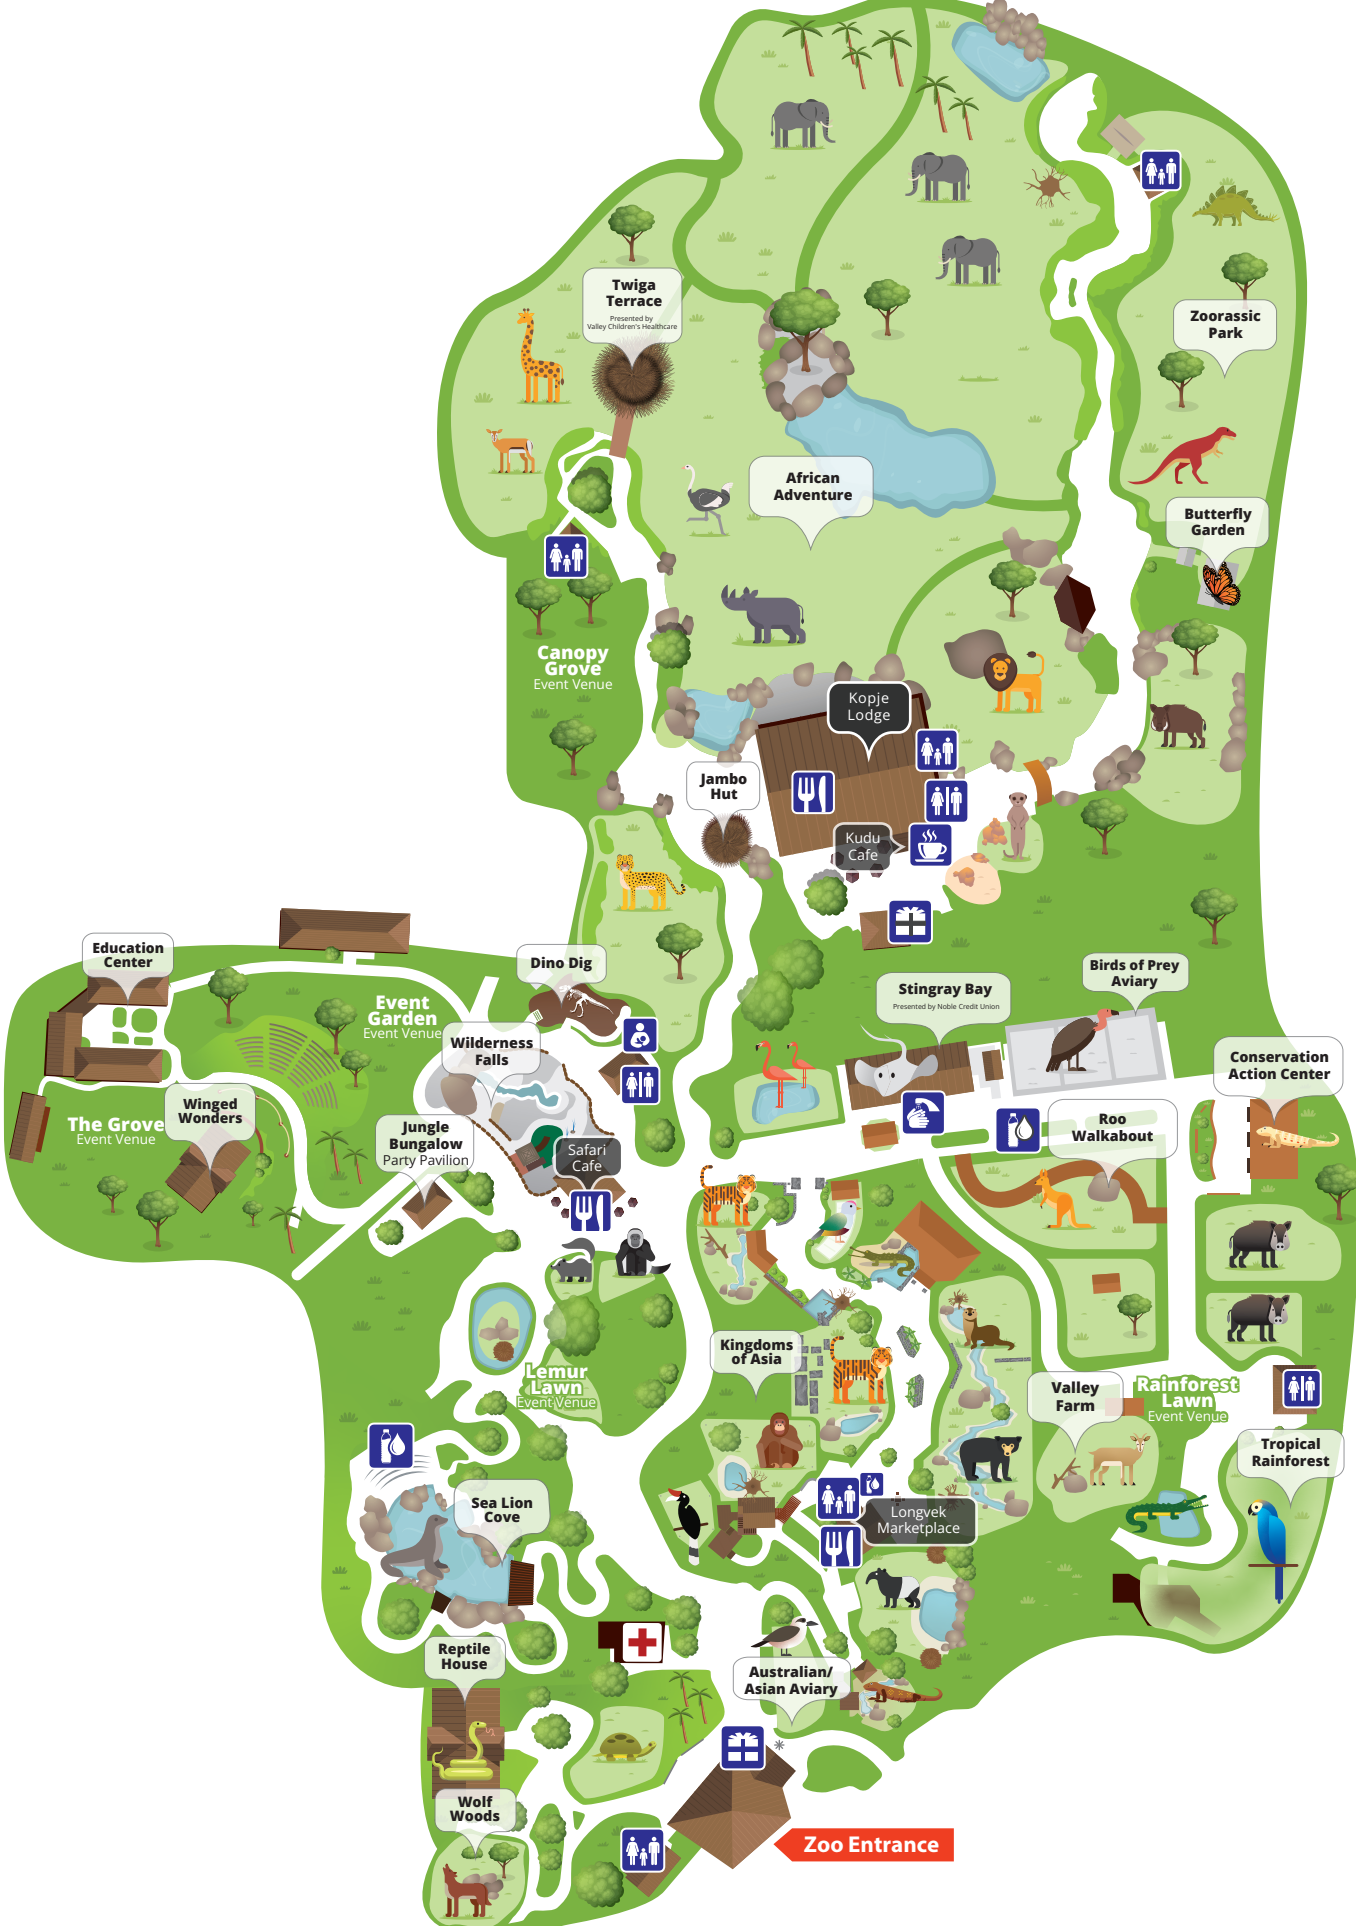 Twiga
Terrace
Presented by
Valley Children's Healthcare
Zoorassic
Park
African
Adventure
Butterfly
Garden
Canopy
Grove
Event Venue
Kopje
Lodge
Jambo
Hut
Kudu
Cafe
Education
Center
Dino Dig
Event
Garden
Event Venue
Stingray Bay
Presented by Noble Credit Union
Birds of Prey
Aviary
Wilderness
Falls
Conservation
Action Center
Winged
Wonders
The Grove
Event Venue
Jungle
Bungalow
Party Pavilion
Safari
Cafe
Roo
Walkabout
Kingdoms
of Asia
Lemur
Lawn
Event Venue
Valley
Farm
Rainforest
Lawn
Event Venue
Tropical
Rainforest
Sea Lion
Cove
Longvek
Marketplace
Reptile
House
Australian/
Asian Aviary
Wolf
Woods
Zoo Entrance